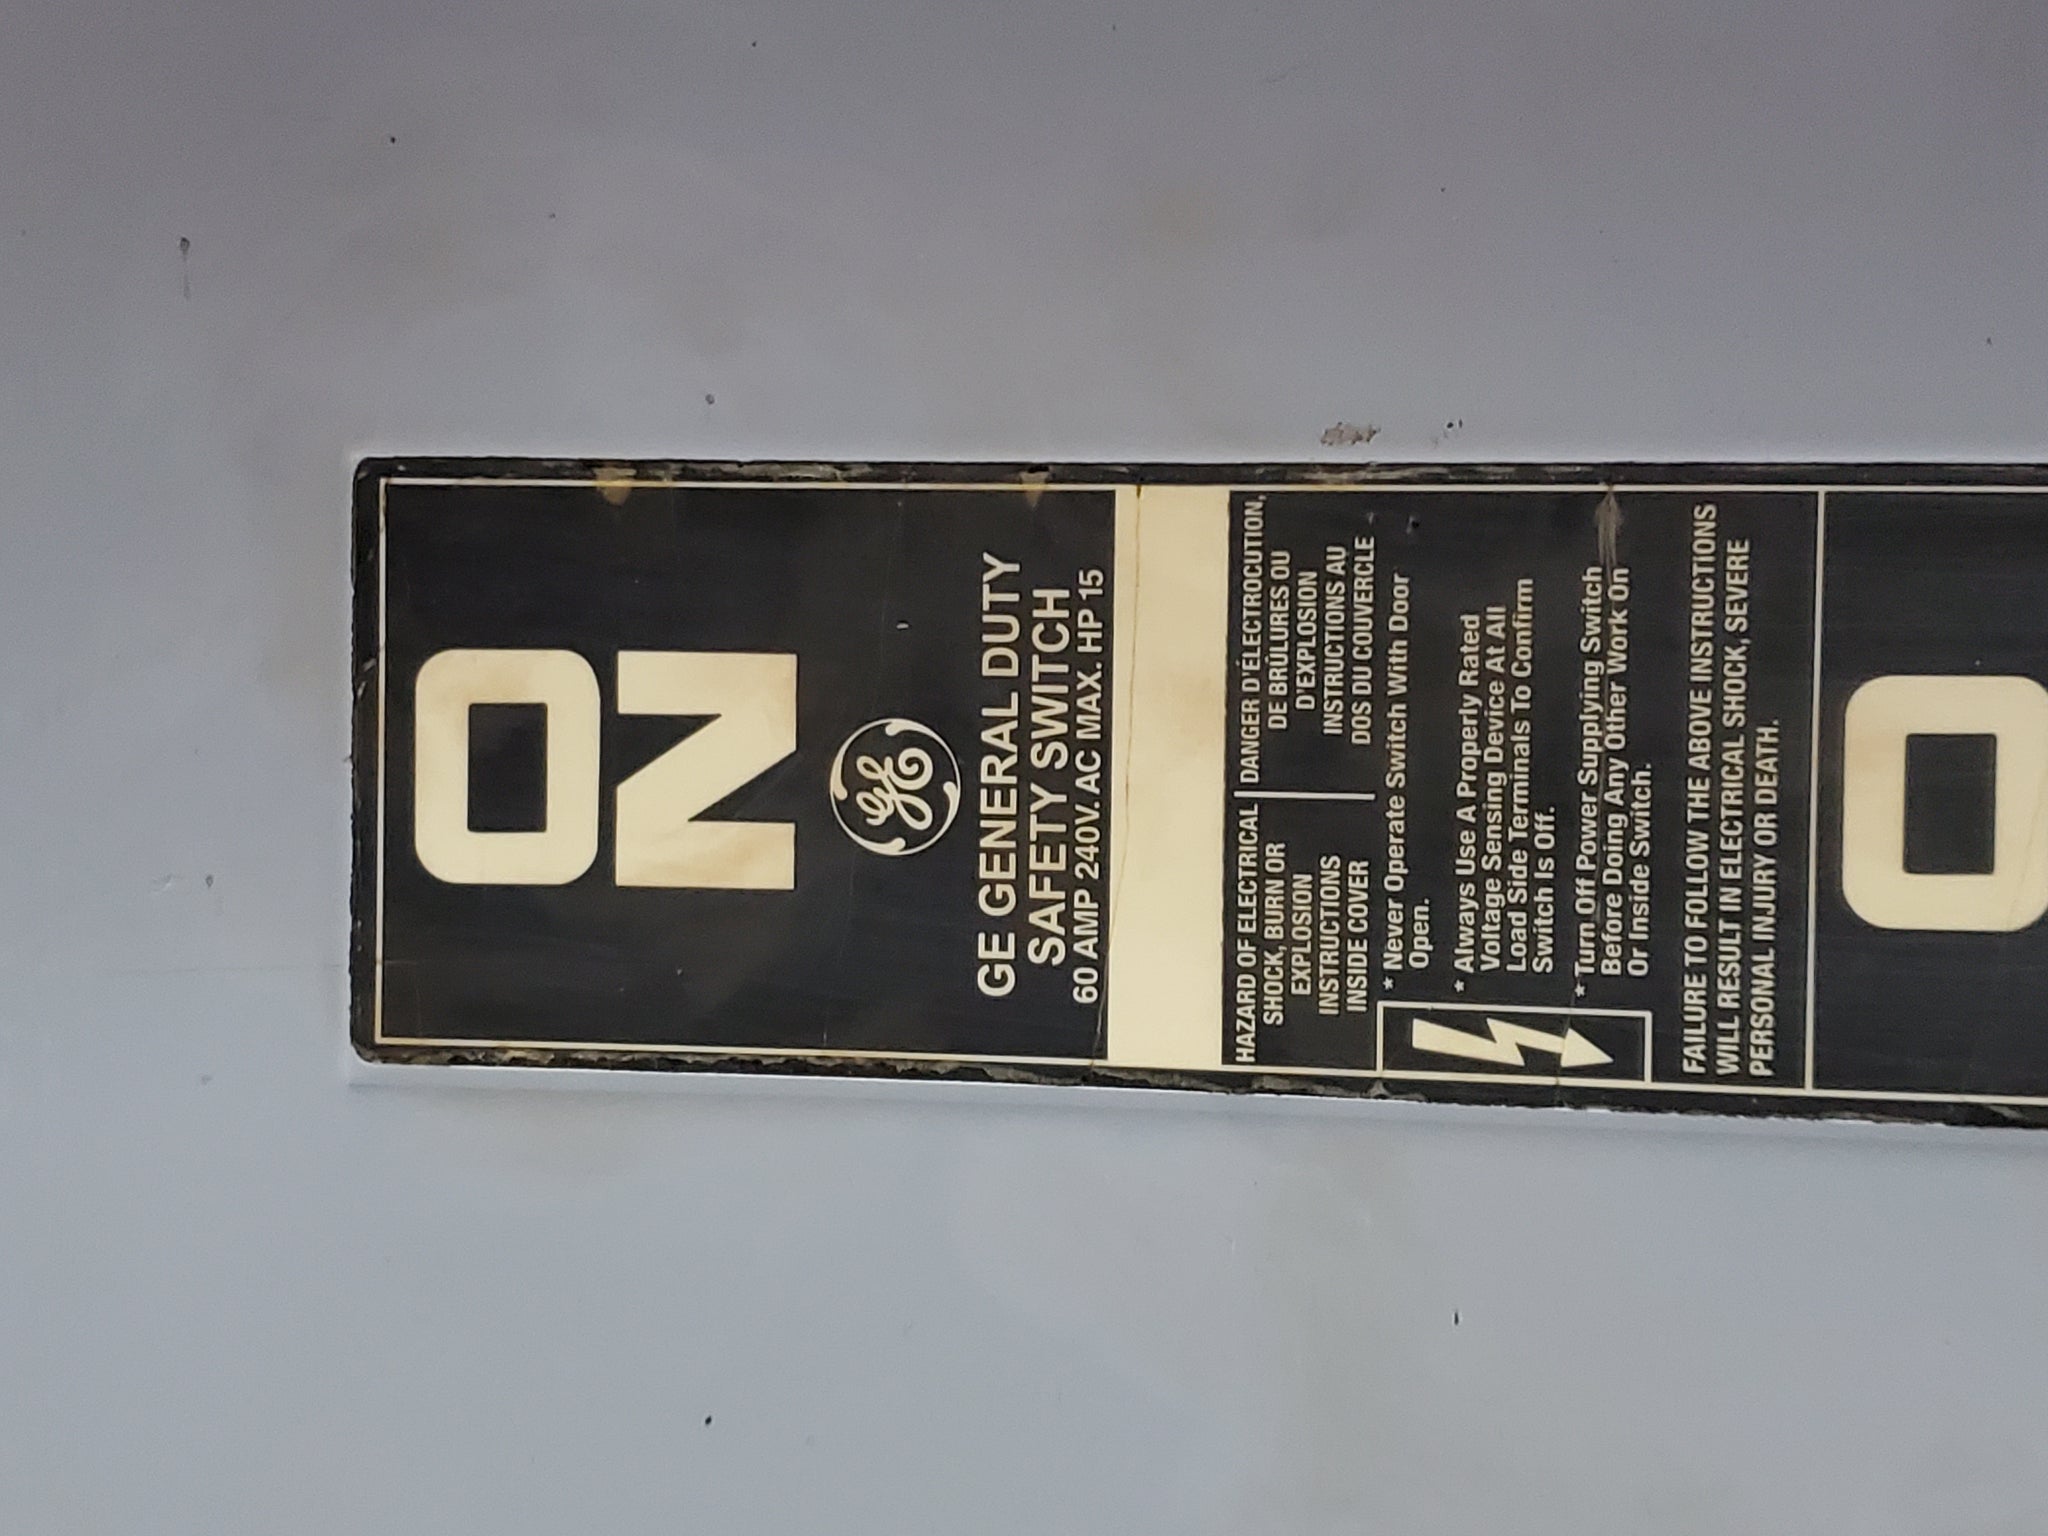 ON
GE
GE GENERAL DUTY
SAFETY SWITCH
60 AMP 240V. AC MAX. HP 15
HAZARD OF ELECTRICAL
SHOCK, BURN OR
EXPLOSION
INSTRUCTIONS
INSIDE COVER
DANGER D'ÉLECTROCUTION,
DE BRÛLURES OU
D'EXPLOSION
INSTRUCTIONS AU
DOS DU COUVERCLE
* Never Operate Switch With Door
Open.
* Always Use A Properly Rated
Voltage Sensing Device At All
Load Side Terminals To Confirm
Switch Is Off.
* Turn Off Power Supplying Switch
Before Doing Any Other Work On
Or Inside Switch.
FAILURE TO FOLLOW THE ABOVE INSTRUCTIONS
WILL RESULT IN ELECTRICAL SHOCK, SEVERE
PERSONAL INJURY OR DEATH.
O